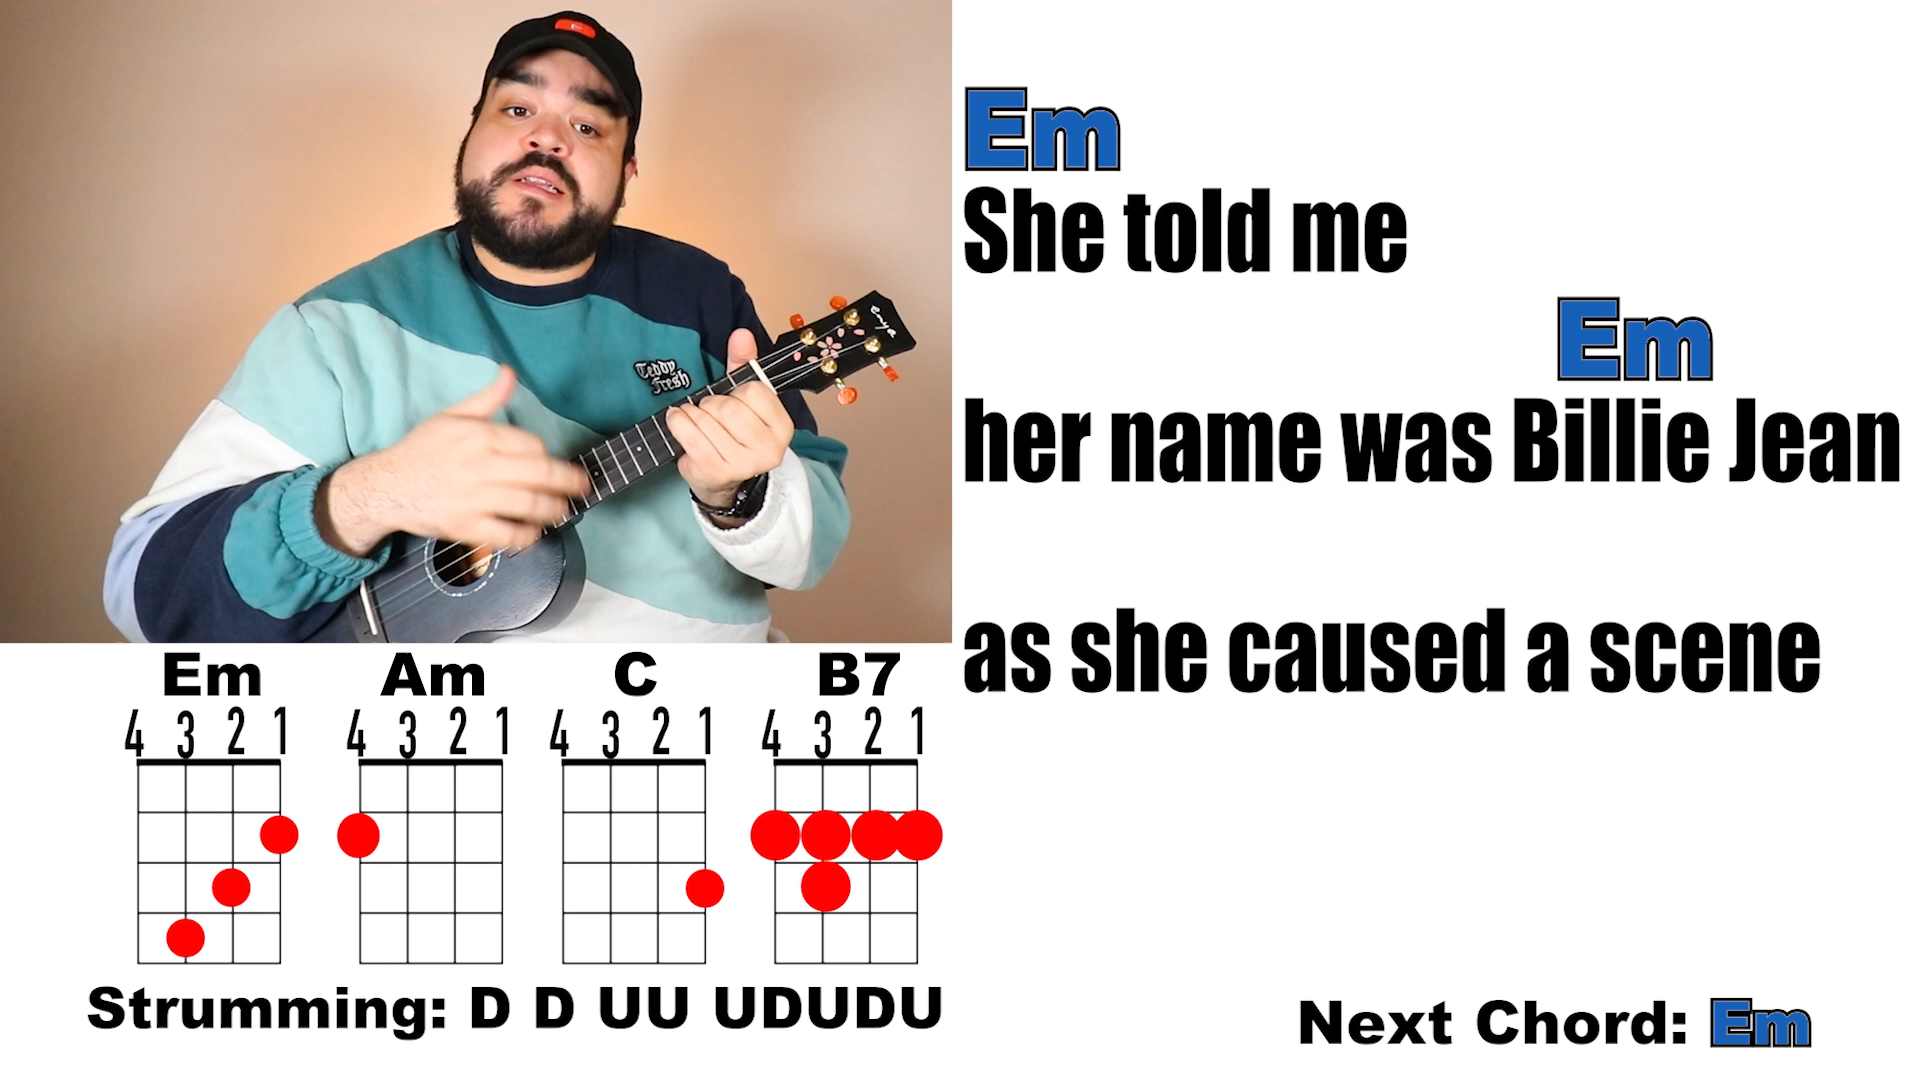 Em
She told me
Em
her name was Billie Jean
as she caused a scene
enya
Teddy
Fresh
Em Am C B7
4 3 2 1 4 3 2 1 4 3 2 1 4 3 2 1
Strumming: D D UU UDUDU
Next Chord: Em